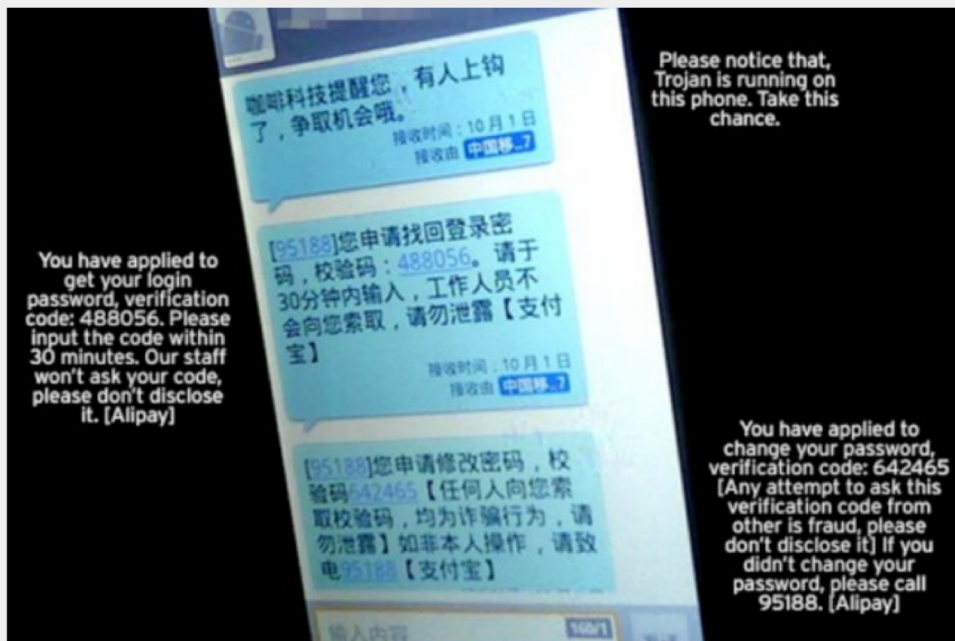 咖啡科技提醒您，有人上钩
了，争取机会哦。
接收时间：10月1日
接收由 中国移..7
Please notice that,
Trojan is running on
this phone. Take this
chance.
[95188]您申请找回登录密
码，校验码：488056。请于
30分钟内输入，工作人员不
会向您索取，请勿泄露【支付
宝】
接收时间：10月1日
接收由 中国移..7
You have applied to
get your login
password, verification
code: 488056. Please
input the code within
30 minutes. Our staff
won't ask your code,
please don't disclose
it. [Alipay]
[95188]您申请修改密码，校
验码642465【任何人向您索
取校验码，均为诈骗行为，请
勿泄露】如非本人操作，请致
电95188【支付宝】
You have applied to
change your password,
verification code: 642465
[Any attempt to ask this
verification code from
other is fraud, please
don't disclose it] If you
didn't change your
password, please call
95188. [Alipay]
输入内容
160/1